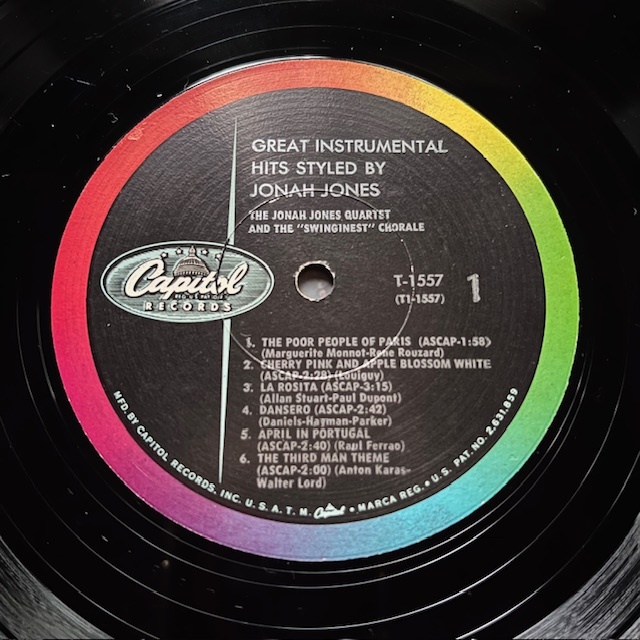 GREAT INSTRUMENTAL
HITS STYLED BY
JONAH JONES
THE JONAH JONES QUARTET
AND THE "SWINGINEST" CHORALE
Capitol
REG. U.S. PAT. OFF.
RECORDS
T-1557
(T1-1557)
1
1. THE POOR PEOPLE OF PARIS (ASCAP-1:58)
(Marguerite Monnot-Rene Rouzard)
2. CHERRY PINK AND APPLE BLOSSOM WHITE
(ASCAP-2:28) (Louiguy)
3. LA ROSITA (ASCAP-3:15)
(Allan Stuart-Paul Dupont)
4. DANSERO (ASCAP-2:42)
(Daniels-Hayman-Parker)
5. APRIL IN PORTUGAL
(ASCAP-2:40) (Raul Ferrao)
6. THE THIRD MAN THEME
(ASCAP-2:00) (Anton Karas-
Walter Lord)
MFD. BY CAPITOL RECORDS, INC. U. S. A. T. M. Capitol • MARCA REG. • U. S. PAT. NO. 2,631,859